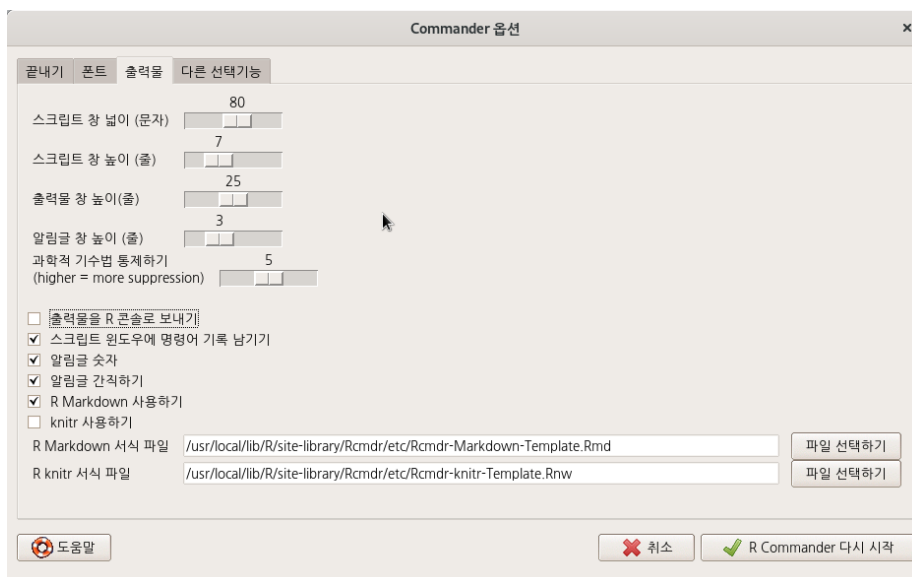 Commander 옵션
×
끝내기 폰트 출력물 다른 선택기능
80
스크립트 창 넓이 (문자)
7
스크립트 창 높이 (줄)
25
출력물 창 높이(줄)
3
알림글 창 높이 (줄)
과학적 기수법 통제하기 5
(higher = more suppression)
출력물을 R 콘솔로 보내기
스크립트 윈도우에 명령어 기록 남기기
알림글 숫자
알림글 간직하기
R Markdown 사용하기
knitr 사용하기
R Markdown 서식 파일 /usr/local/lib/R/site-library/Rcmdr/etc/Rcmdr-Markdown-Template.Rmd 파일 선택하기
R knitr 서식 파일 /usr/local/lib/R/site-library/Rcmdr/etc/Rcmdr-knitr-Template.Rnw 파일 선택하기
도움말 취소 R Commander 다시 시작